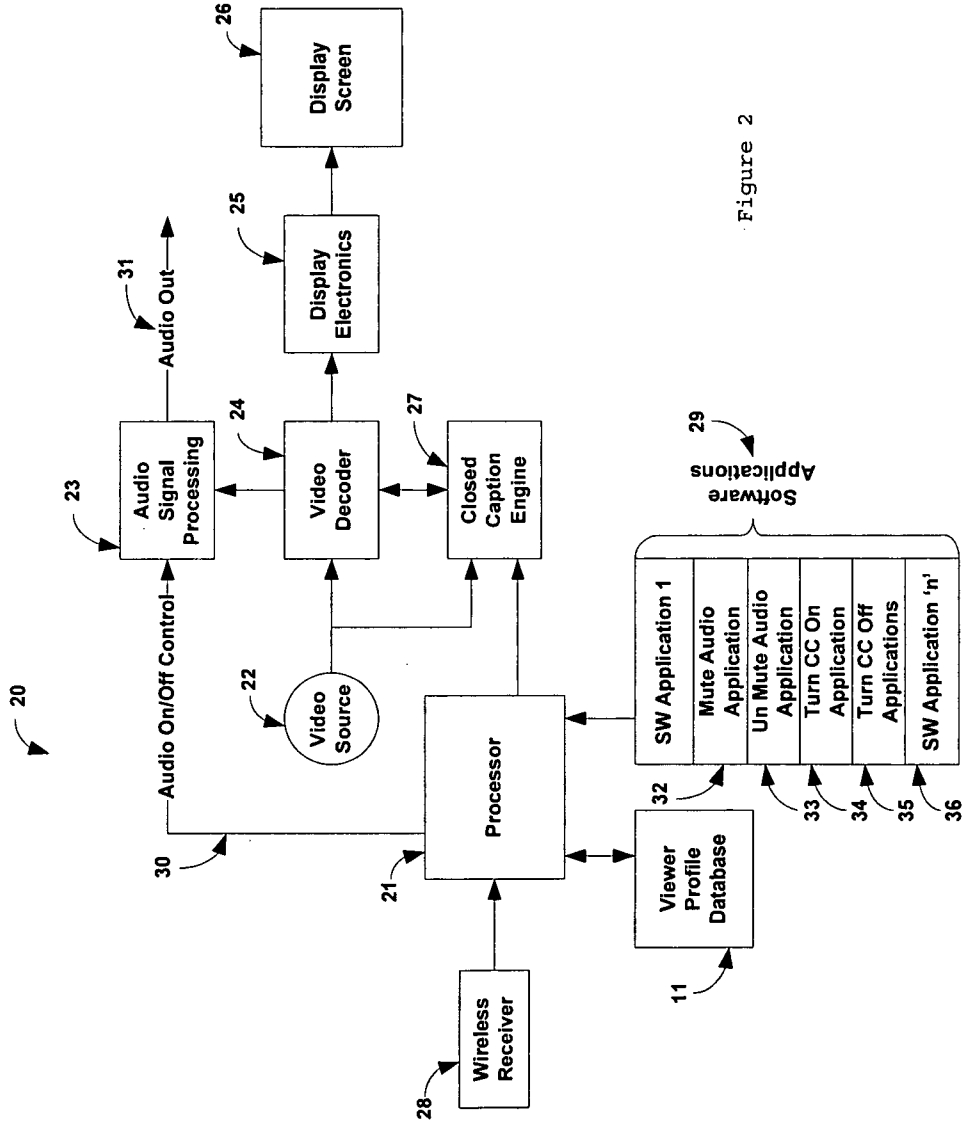 20
26
Display
Screen
25
Display
Electronics
31
Audio Out
23
Audio
Signal
Processing
Audio On/Off Control
30
24
Video
Decoder
22
Video
Source
27
Closed
Caption
Engine
21
Processor
28
Wireless
Receiver
11
Viewer
Profile
Database
SW Application 1
Mute Audio
Application
Un Mute Audio
Application
Turn CC On
Application
Turn CC Off
Applications
SW Application 'n'
32
33
34
35
36
29
Software
Applications
Figure 2